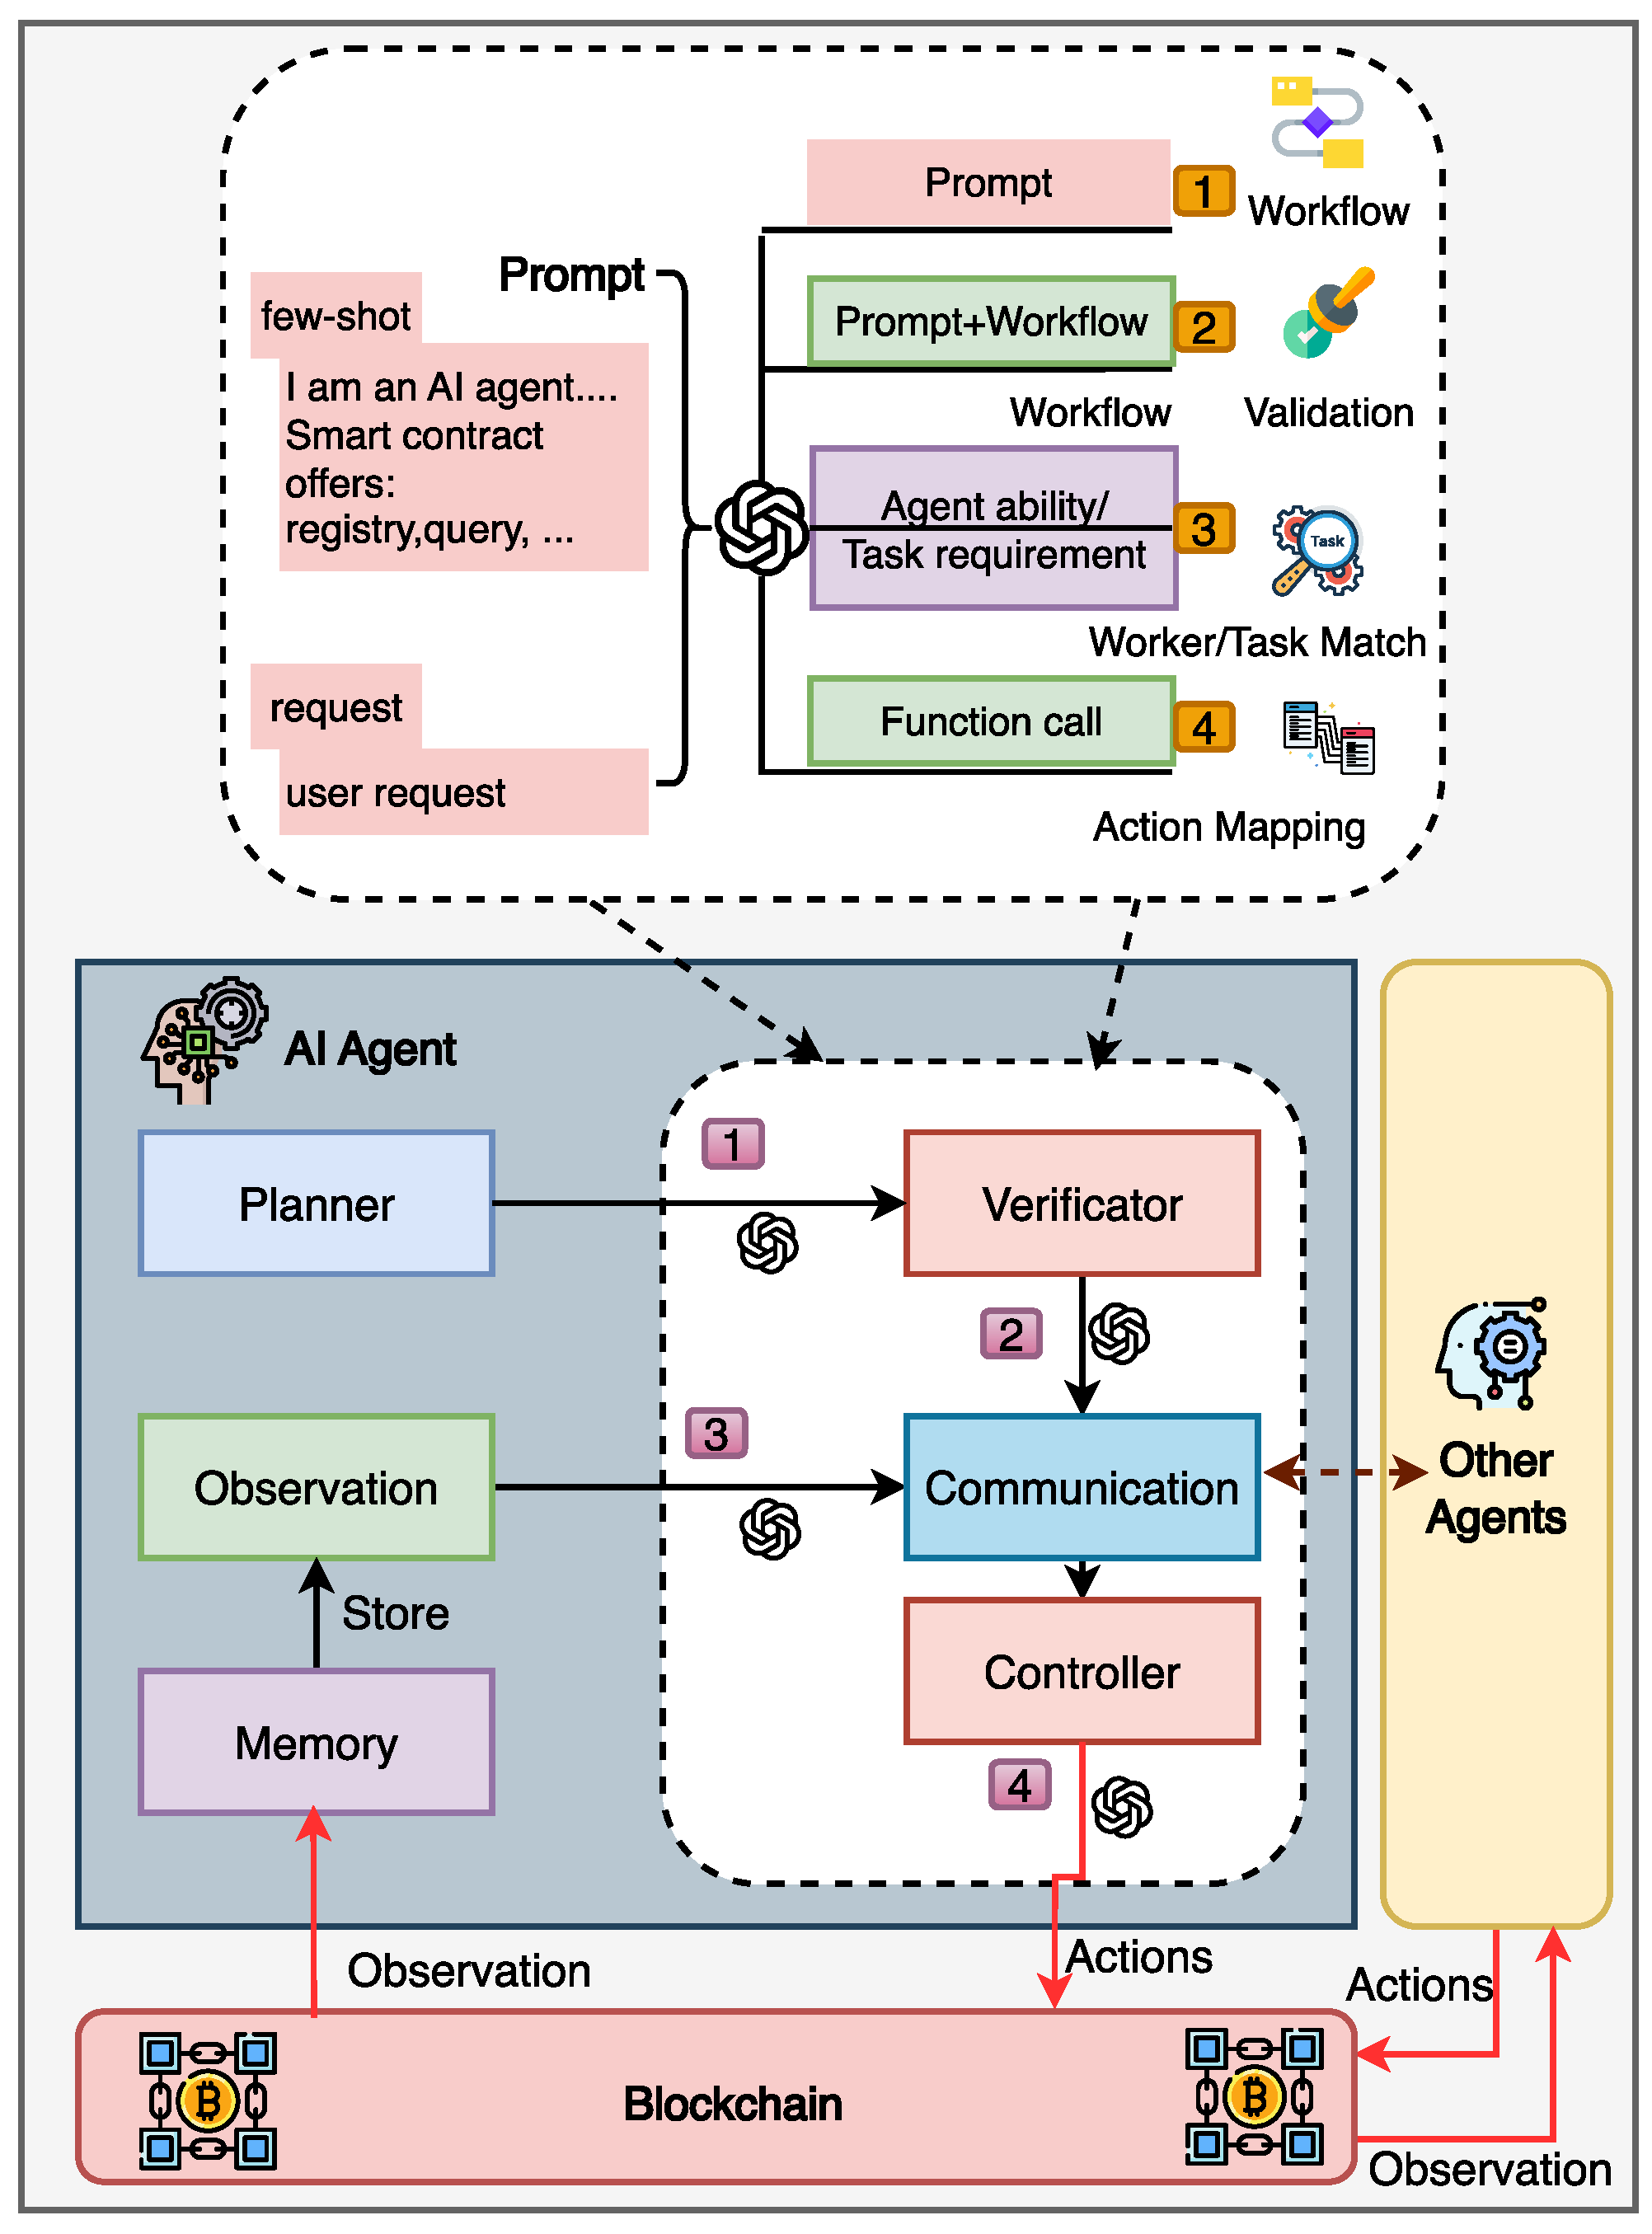 Prompt
1
Workflow
Prompt
few-shot
Prompt+Workflow
2
I am an AI agent....
Smart contract
offers:
registry,query, ...
Workflow
Validation
Agent ability/
Task requirement
3
Task
Worker/Task Match
request
user request
Function call
4
Action Mapping
AI Agent
1
Planner
Verificator
2
3
Observation
Communication
Other
Agents
Store
Controller
Memory
4
Observation
Actions
Actions
Blockchain
Observation